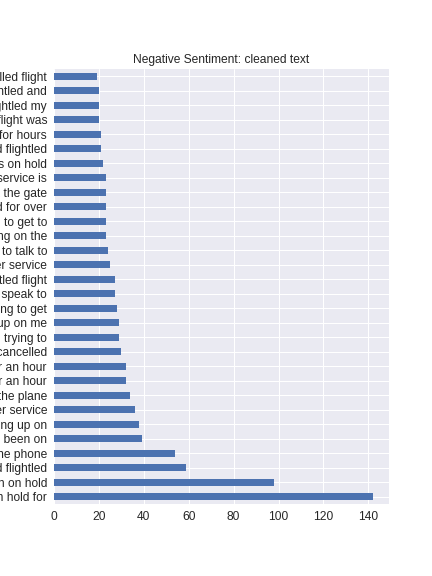 Negative Sentiment: cleaned text
lled flight
htled and
ghtled my
flight was
for hours
d flightled
s on hold
service is
the gate
d for over
to get to
ng on the
to talk to
er service
tled flight
speak to
ng to get
up on me
trying to
cancelled
r an hour
r an hour
the plane
er service
ng up on
been on
ne phone
d flightled
n on hold
n hold for
0 20 40 60 80 100 120 140